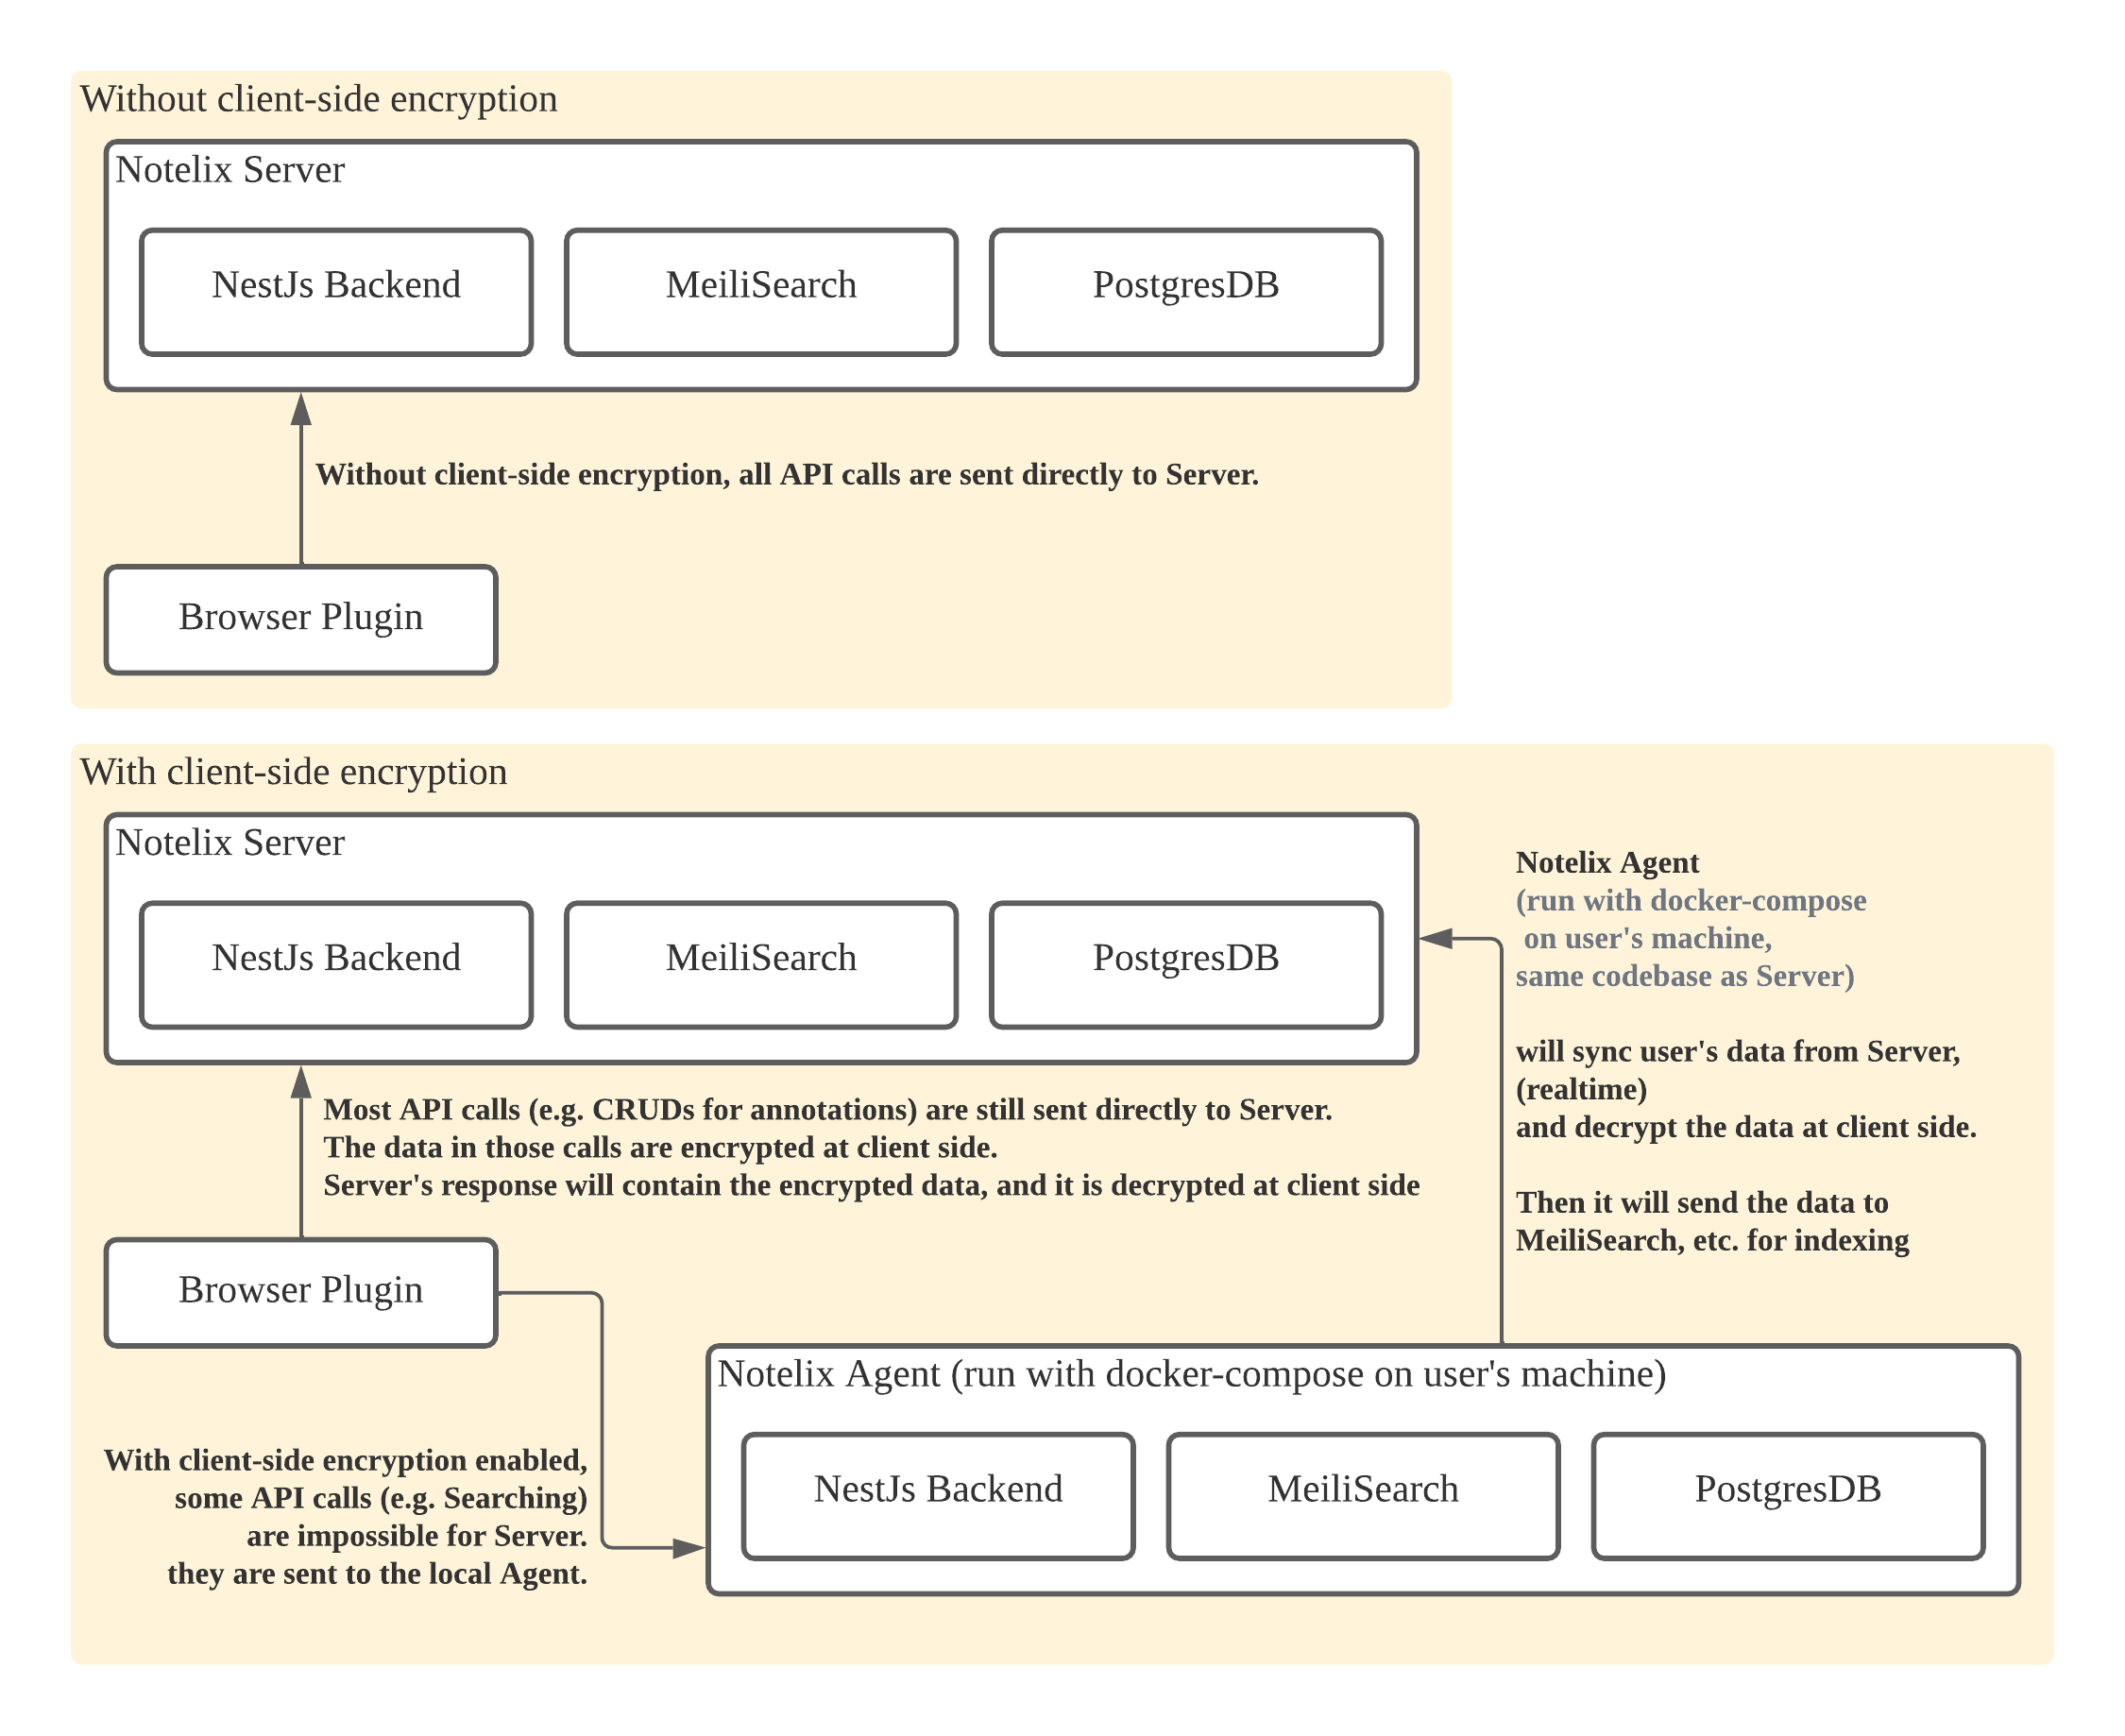 Without client-side encryption
Notelix Server
NestJs Backend
MeiliSearch
PostgresDB
Without client-side encryption, all API calls are sent directly to Server.
Browser Plugin
With client-side encryption
Notelix Server
NestJs Backend
MeiliSearch
PostgresDB
Notelix Agent
(run with docker-compose
on user's machine,
same codebase as Server)
will sync user's data from Server,
(realtime)
and decrypt the data at client side.
Then it will send the data to
MeiliSearch, etc. for indexing
Most API calls (e.g. CRUDs for annotations) are still sent directly to Server.
The data in those calls are encrypted at client side.
Server's response will contain the encrypted data, and it is decrypted at client side
Browser Plugin
With client-side encryption enabled,
some API calls (e.g. Searching)
are impossible for Server.
they are sent to the local Agent.
Notelix Agent (run with docker-compose on user's machine)
NestJs Backend
MeiliSearch
PostgresDB